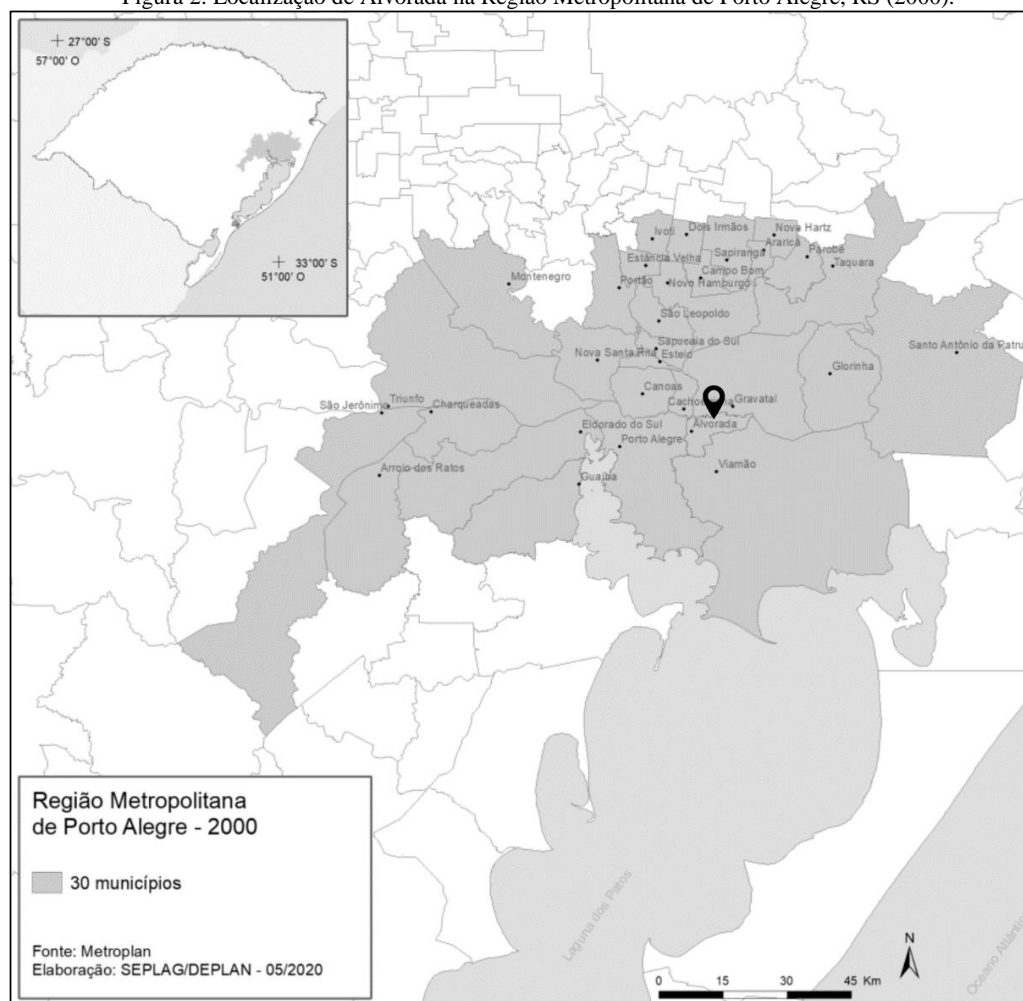 Figura 2. Localização de Alvorada na Região Metropolitana de Porto Alegre, RS (2000).
27°00' S
57°00' O
33°00' S
51°00' O
Ivoti
Dois Irmãos
Nova Hartz
Araricá
Parobé
Estância Velha
Sapiranga
Taquara
Montenegro
Portão
Campo Bom
Novo Hamburgo
São Leopoldo
Sapucaia do Sul
Santo Antônio da Patru
Nova Santa Rita
Esteio
Glorinha
Canoas
Triunfo
São Jerônimo
Charqueadas
Gravataí
Alvorada
Eldorado do Sul
Porto Alegre
Arroio dos Ratos
Viamão
Guaíba
Região Metropolitana
de Porto Alegre - 2000
30 municípios
Fonte: Metroplan
Elaboração: SEPLAG/DEPLAN - 05/2020
Laguna dos Patos
Oceano Atlânti
N
0 15 30 45 Km